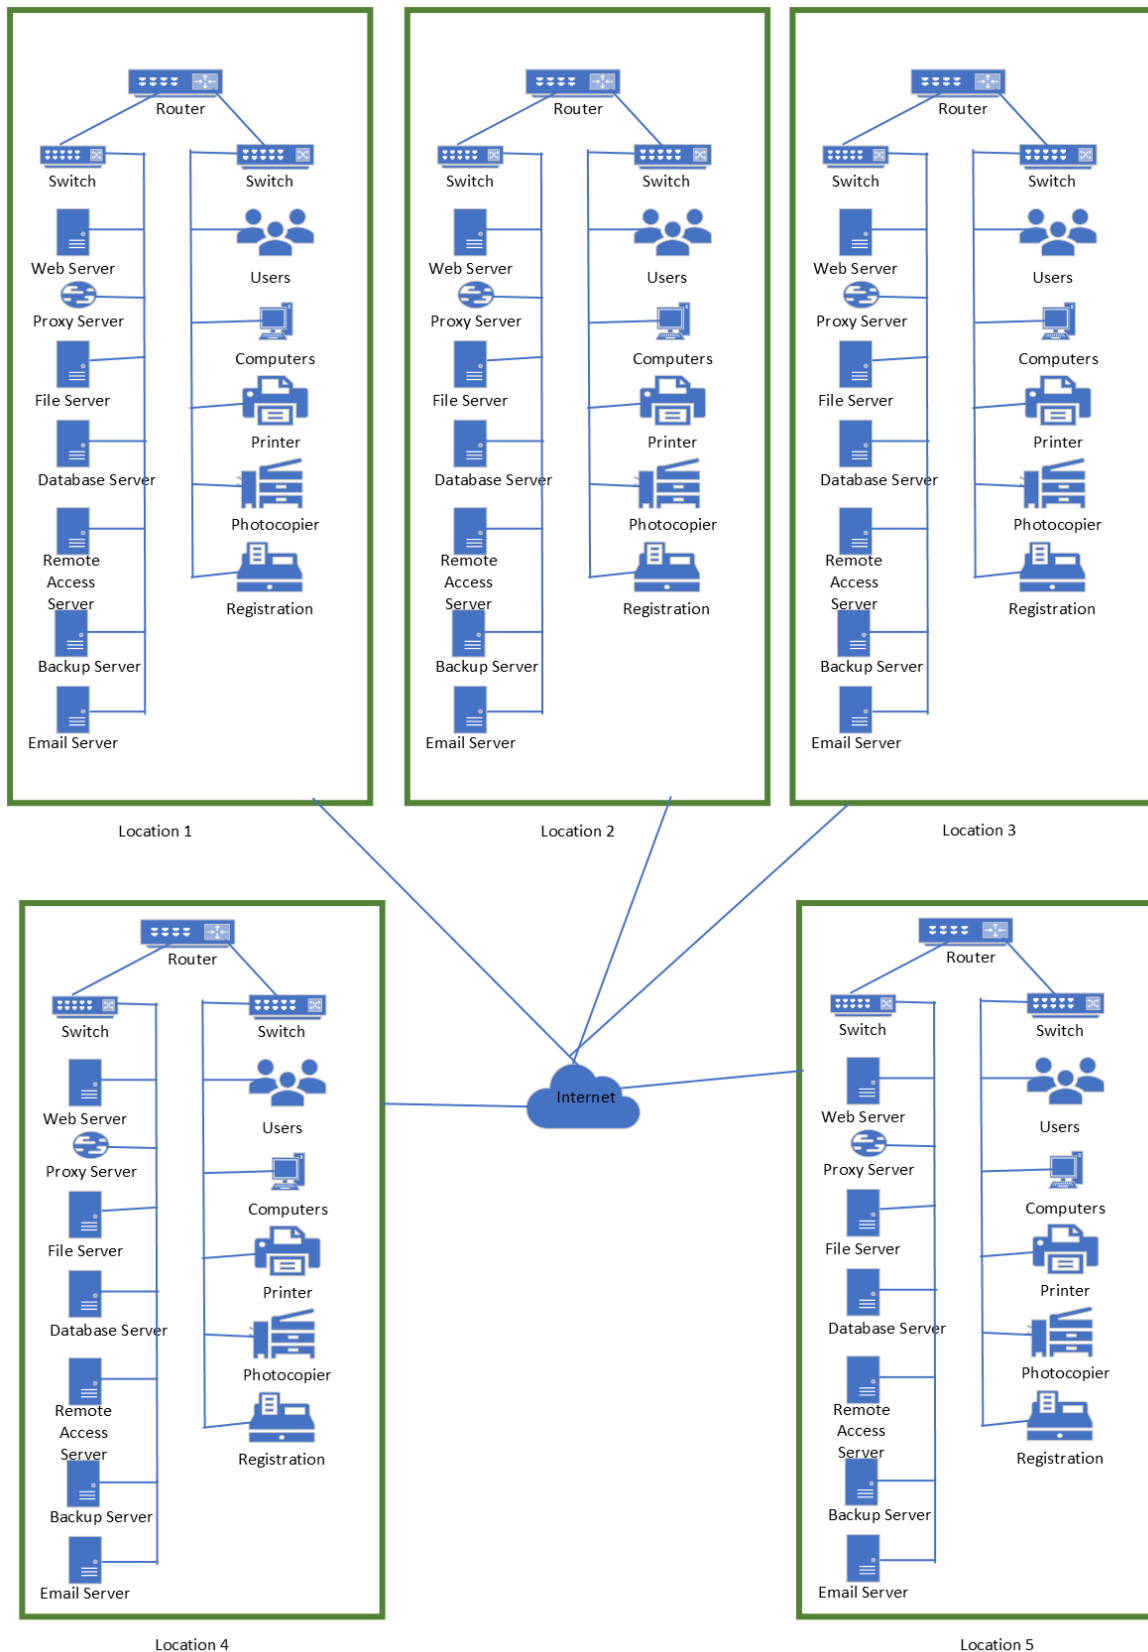 Router
Switch
Switch
Web Server
Users
Proxy Server
Computers
File Server
Printer
Database Server
Photocopier
Remote
Access
Server
Registration
Backup Server
Email Server
Location 1
Router
Switch
Switch
Web Server
Users
Proxy Server
Computers
File Server
Printer
Database Server
Photocopier
Remote
Access
Server
Registration
Backup Server
Email Server
Location 2
Router
Switch
Switch
Web Server
Users
Proxy Server
Computers
File Server
Printer
Database Server
Photocopier
Remote
Access
Server
Registration
Backup Server
Email Server
Location 3
Router
Switch
Switch
Web Server
Users
Proxy Server
Computers
File Server
Printer
Database Server
Photocopier
Remote
Access
Server
Registration
Backup Server
Email Server
Location 4
Internet
Router
Switch
Switch
Web Server
Users
Proxy Server
Computers
File Server
Printer
Database Server
Photocopier
Remote
Access
Server
Registration
Backup Server
Email Server
Location 5